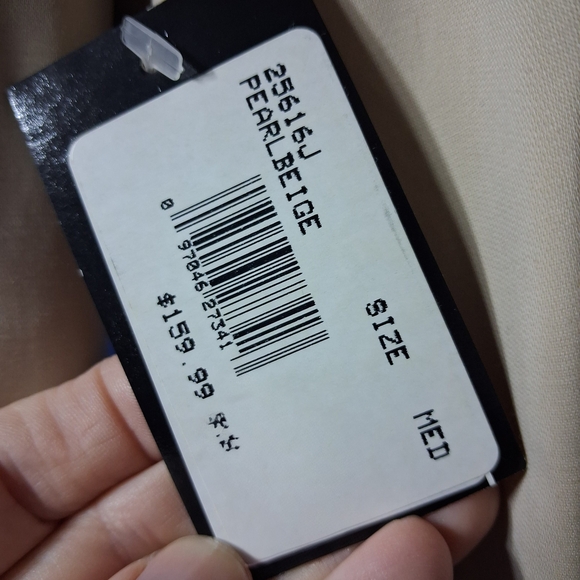 25616J
PEARLBEIGE
0 97046 27341
SIZE MED
$159.99